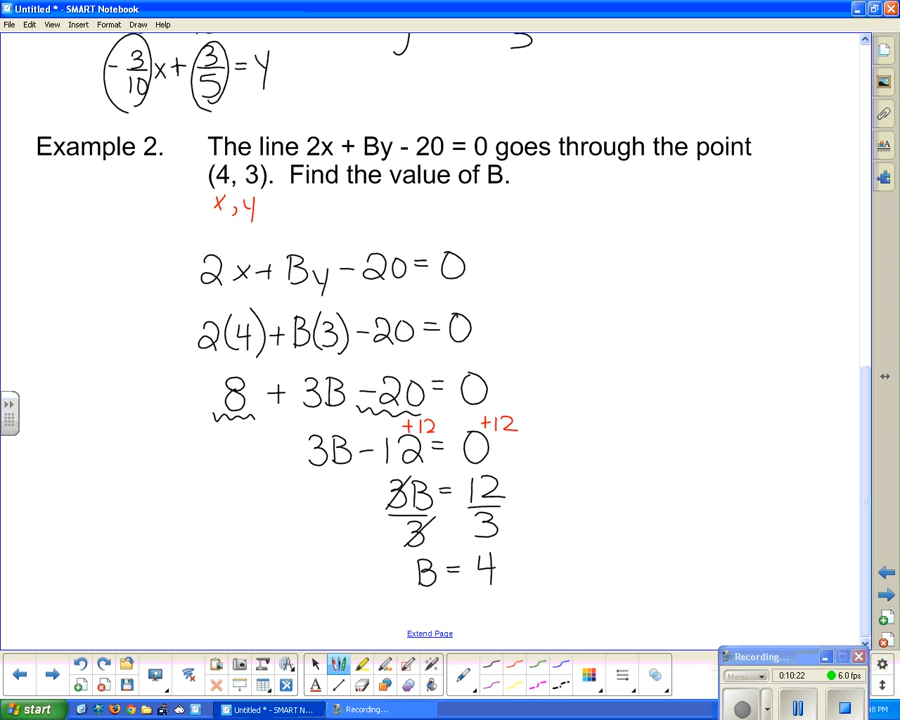 Untitled * - SMART Notebook
File Edit View Insert Format Draw Help
-3/10 x + 3/5 = y
Example 2. The line 2x + By - 20 = 0 goes through the point
(4, 3). Find the value of B.
x, y
2x + By - 20 = 0
2(4) + B(3) - 20 = 0
8 + 3B - 20 = 0
+12 +12
3B - 12 = 0
3B = 12
3 3
B = 4
Extend Page
Recording...
Menu
0:10:22 6.0 fps
start Untitled * - SMART N... Recording... 8 PM